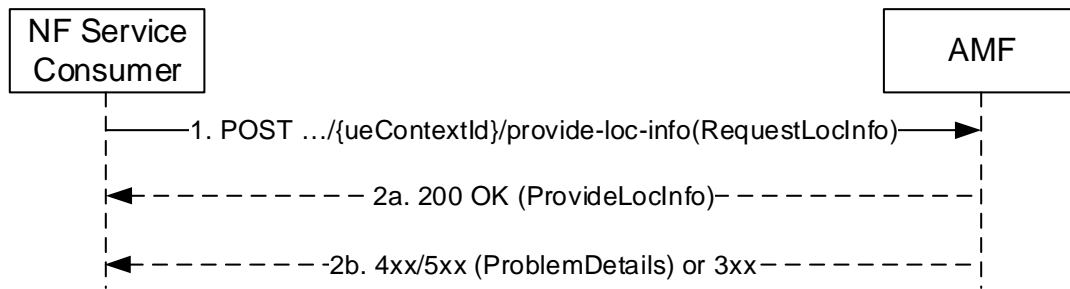 NF Service
Consumer
AMF
1. POST …/{ueContextId}/provide-loc-info(RequestLocInfo)
2a. 200 OK (ProvideLocInfo)
2b. 4xx/5xx (ProblemDetails) or 3xx